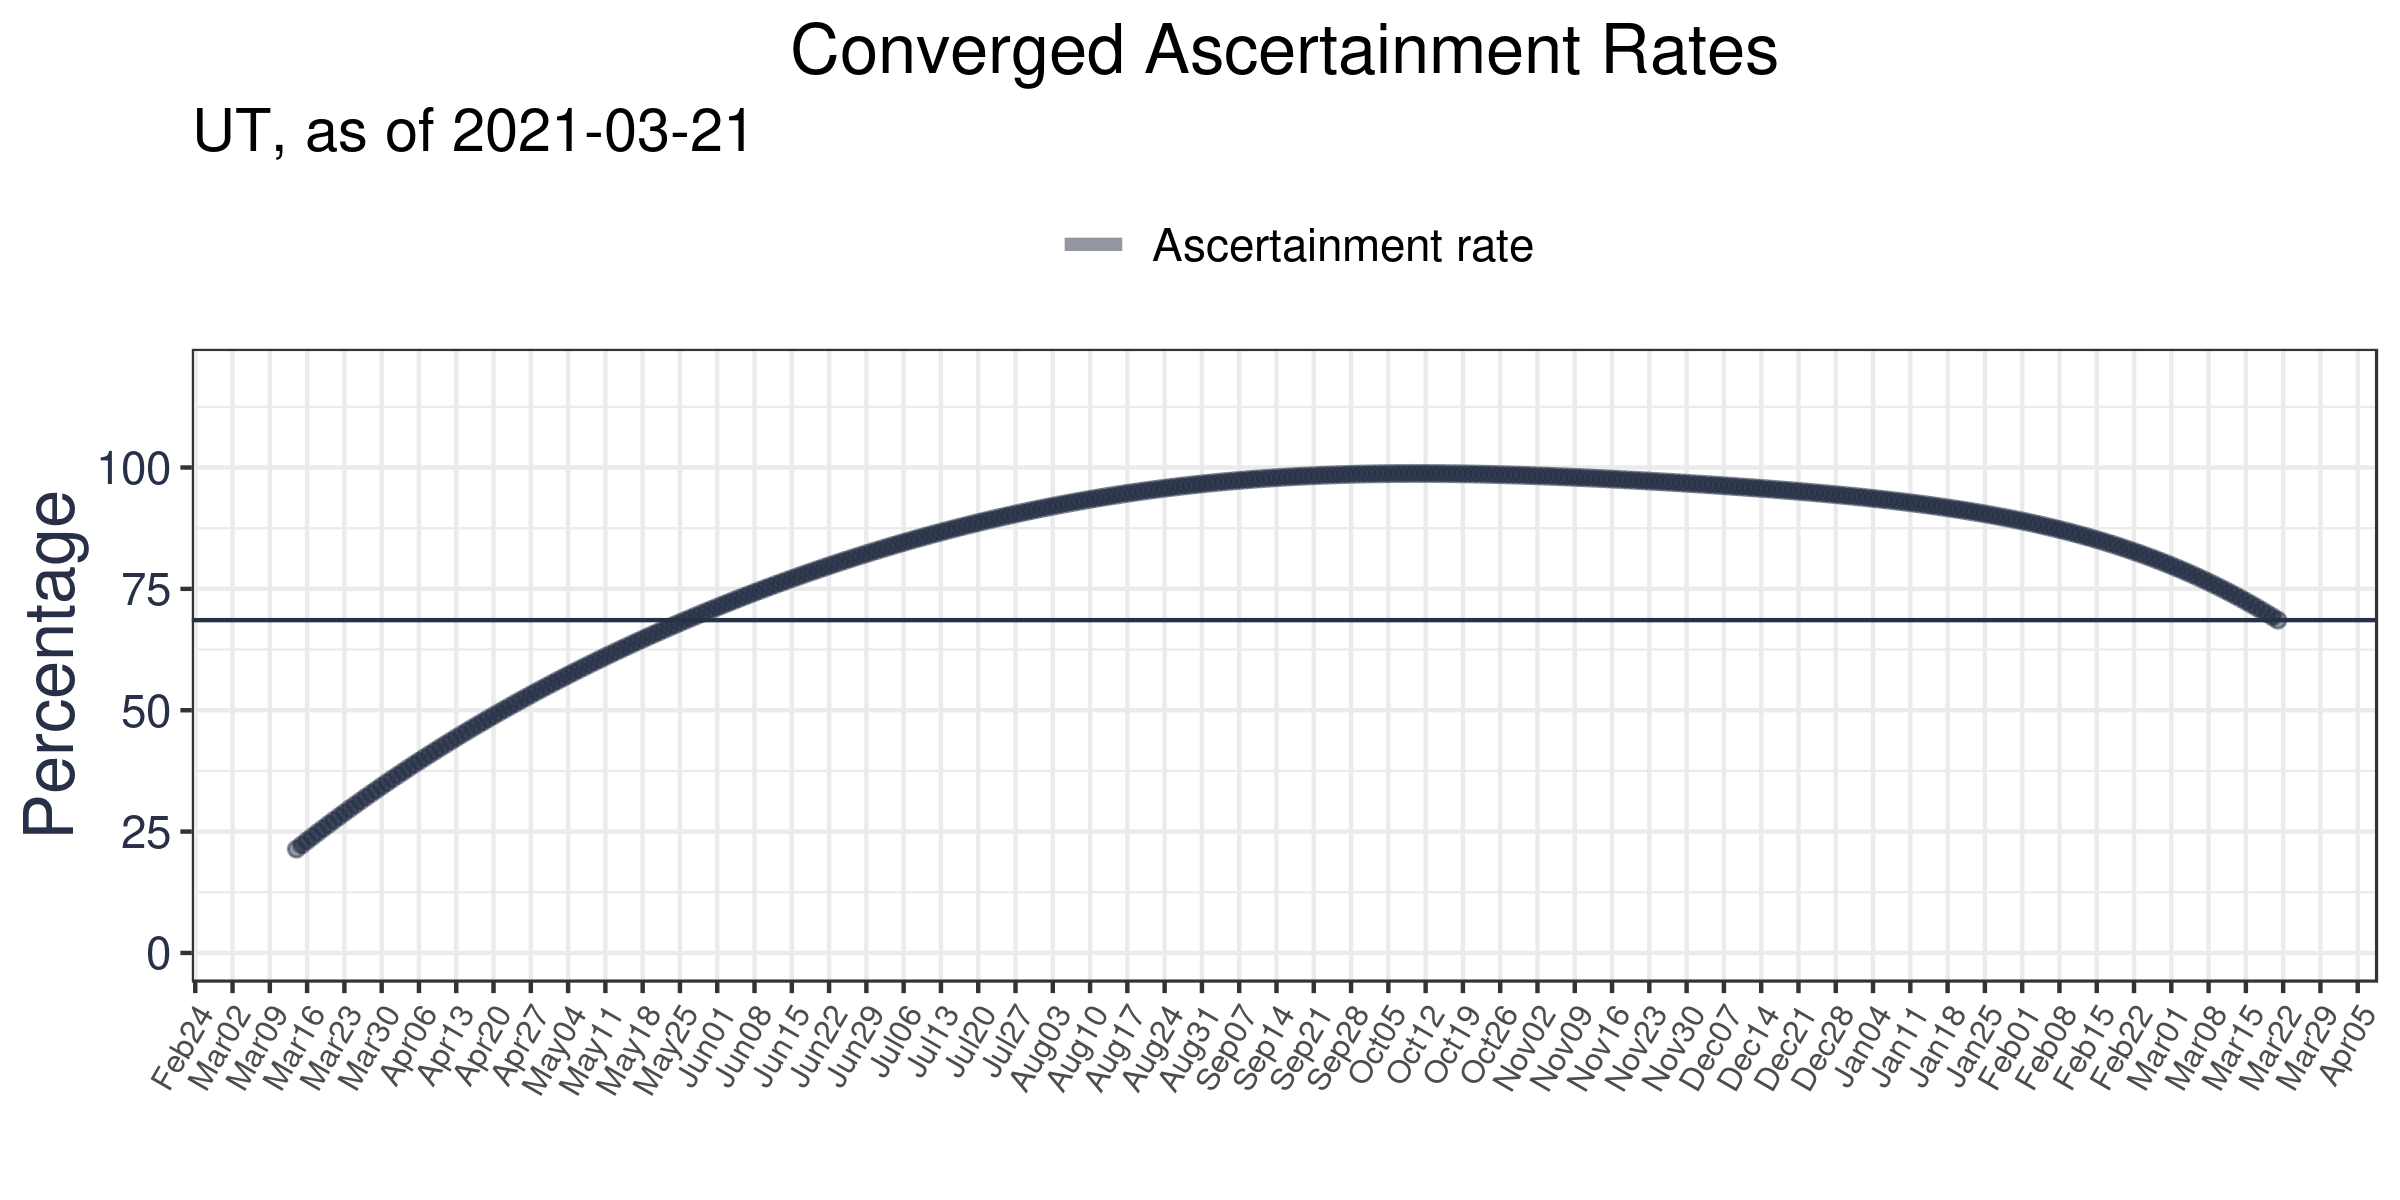 Converged Ascertainment Rates
UT, as of 2021-03-21
Ascertainment rate
Percentage
100
75
50
25
0
Feb24 Mar02 Mar09 Mar16 Mar23 Mar30 Apr06 Apr13 Apr20 Apr27 May04 May11 May18 May25 Jun01 Jun08 Jun15 Jun22 Jun29 Jul06 Jul13 Jul20 Jul27 Aug03 Aug10 Aug17 Aug24 Aug31 Sep07 Sep14 Sep21 Sep28 Oct05 Oct12 Oct19 Oct26 Nov02 Nov09 Nov16 Nov23 Nov30 Dec07 Dec14 Dec21 Dec28 Jan04 Jan11 Jan18 Jan25 Feb01 Feb08 Feb15 Feb22 Mar01 Mar08 Mar15 Mar22 Mar29 Apr05